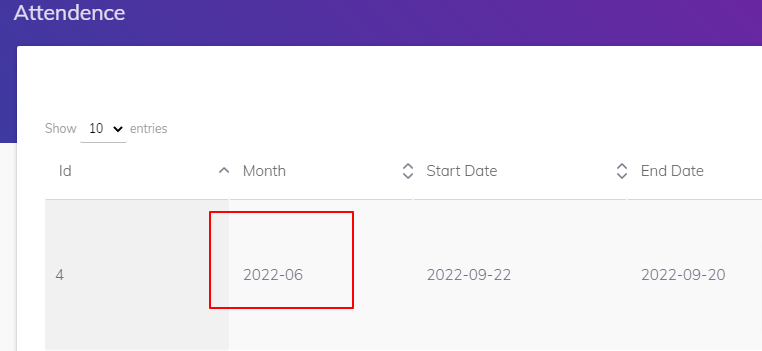 Attendence
Show 10 entries
Id Month Start Date End Date
4 2022-06 2022-09-22 2022-09-20